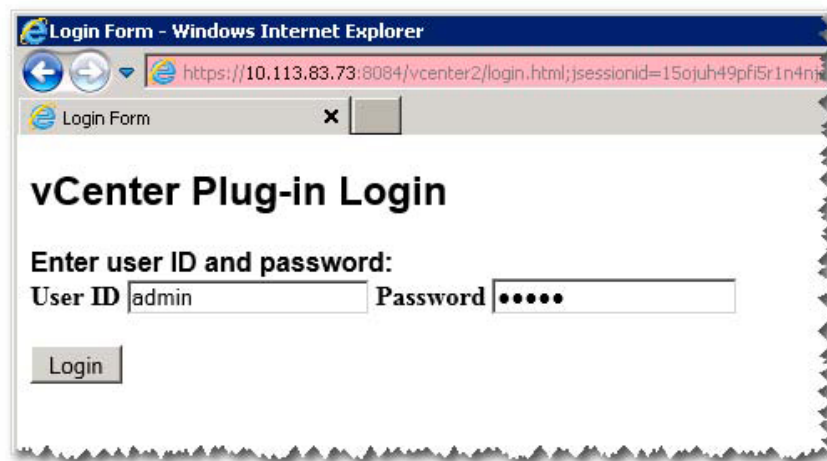 Login Form - Windows Internet Explorer
https://10.113.83.73:8084/vcenter2/login.html;jsessionid=15ojuh49pfi5r1n4nj
Login Form
vCenter Plug-in Login
Enter user ID and password:
User ID admin Password •••••
Login